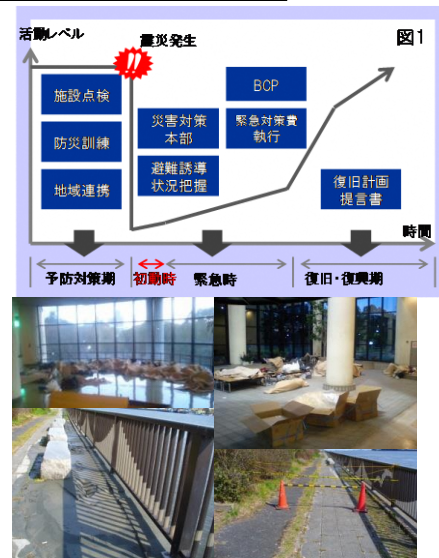 活動レベル
震災発生
図1
!!
施設点検
防災訓練
地域連携
災害対策
本部
避難誘導
状況把握
BCP
緊急対策費
執行
復旧計画
提言書
時間
予防対策期
初動時
緊急時
復旧・復興期